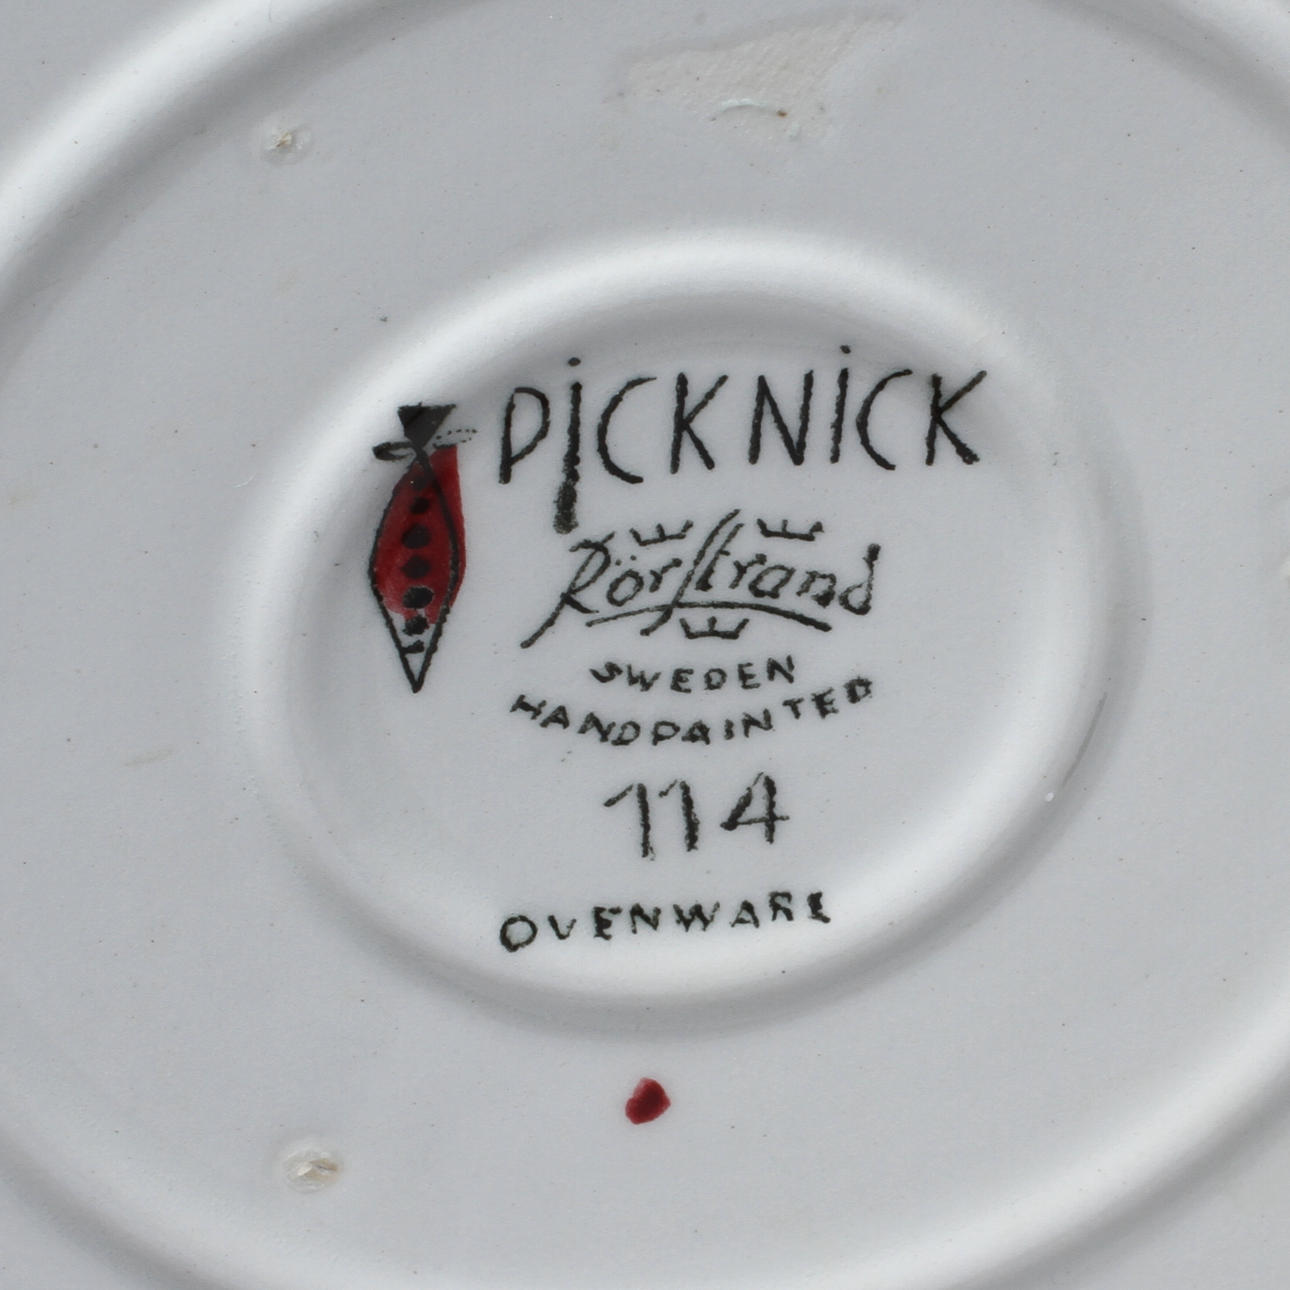 PiCKNiCK
Rörstrand
SWEDEN
HANDPAINTED
114
OVENWARE